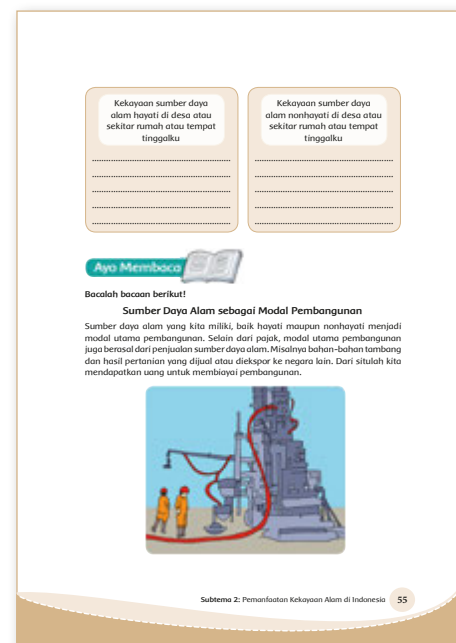 Kekayaan sumber daya
alam hayati di desa atau
sekitar rumah atau tempat
tinggalku
Kekayaan sumber daya
alam nonhayati di desa atau
sekitar rumah atau tempat
tinggalku
Ayo Membaca
Bacalah bacaan berikut!
Sumber Daya Alam sebagai Modal Pembangunan
Sumber daya alam yang kita miliki, baik hayati maupun nonhayati menjadi
modal utama pembangunan. Selain dari pajak, modal utama pembangunan
juga berasal dari penjualan sumber daya alam. Misalnya bahan-bahan tambang
dan hasil pertanian yang dijual atau diekspor ke negara lain. Dari situlah kita
mendapatkan uang untuk membiayai pembangunan.
Subtema 2: Pemanfaatan Kekayaan Alam di Indonesia 55